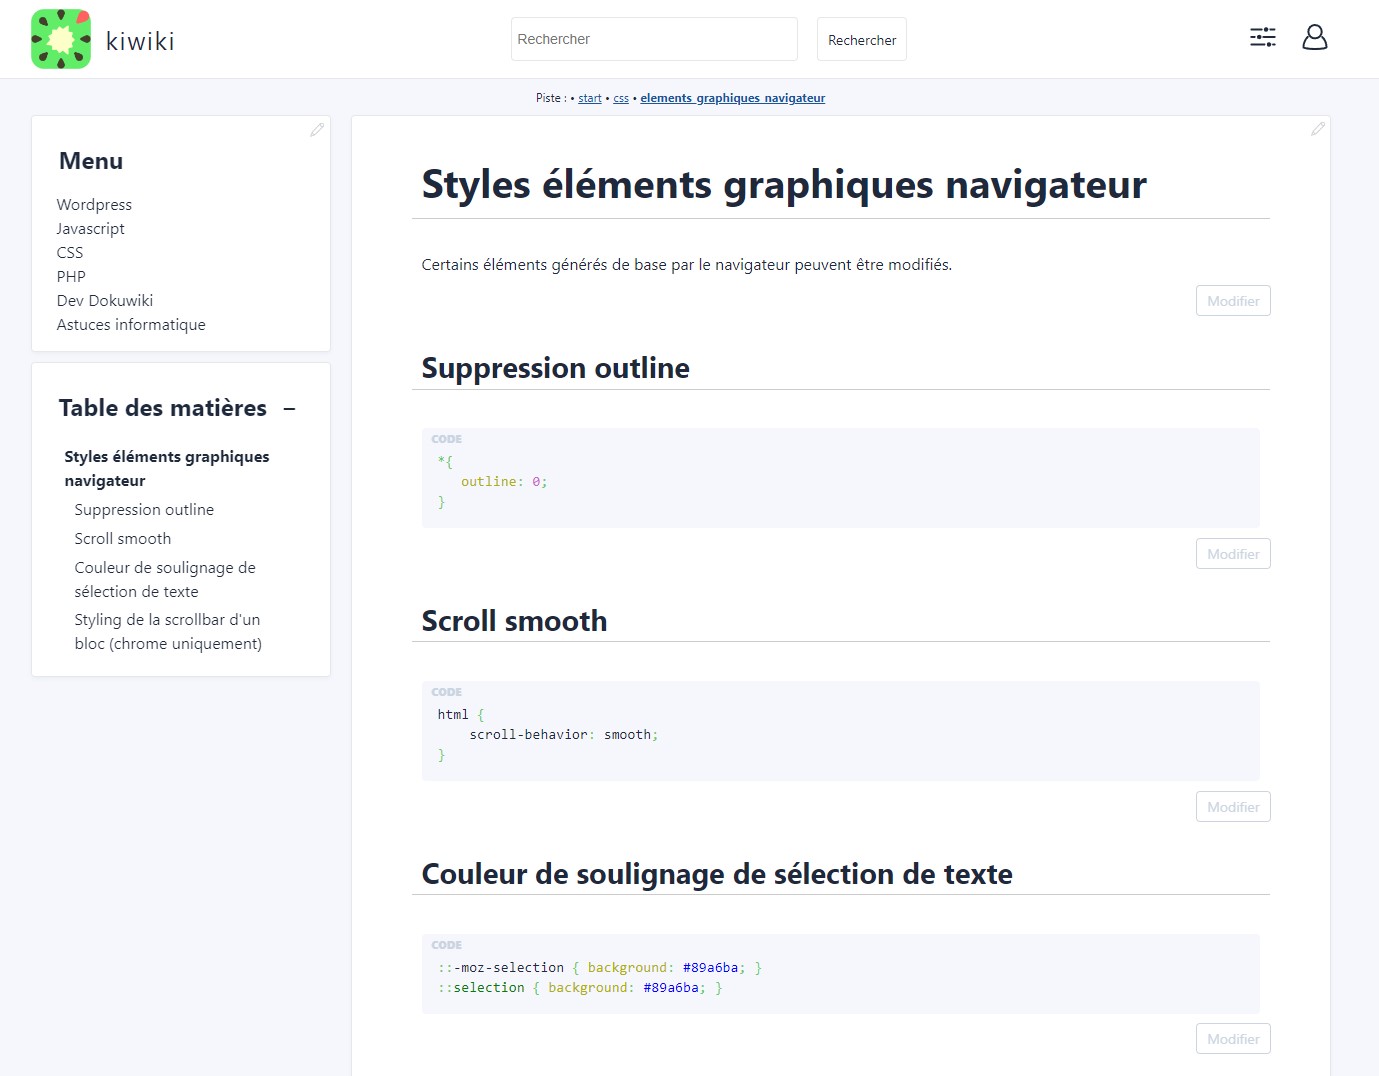 kiwiki
Rechercher
Rechercher
Piste : • start • css • elements_graphiques_navigateur
Menu
Wordpress
Javascript
CSS
PHP
Dev Dokuwiki
Astuces informatique
Table des matières −
Styles éléments graphiques
navigateur
Suppression outline
Scroll smooth
Couleur de soulignage de
sélection de texte
Styling de la scrollbar d'un
bloc (chrome uniquement)
Styles éléments graphiques navigateur
Certains éléments générés de base par le navigateur peuvent être modifiés.
Modifier
Suppression outline
CODE
*{
   outline: 0;
}
Modifier
Scroll smooth
CODE
html {
    scroll-behavior: smooth;
}
Modifier
Couleur de soulignage de sélection de texte
CODE
::-moz-selection { background: #89a6ba; }
::selection { background: #89a6ba; }
Modifier